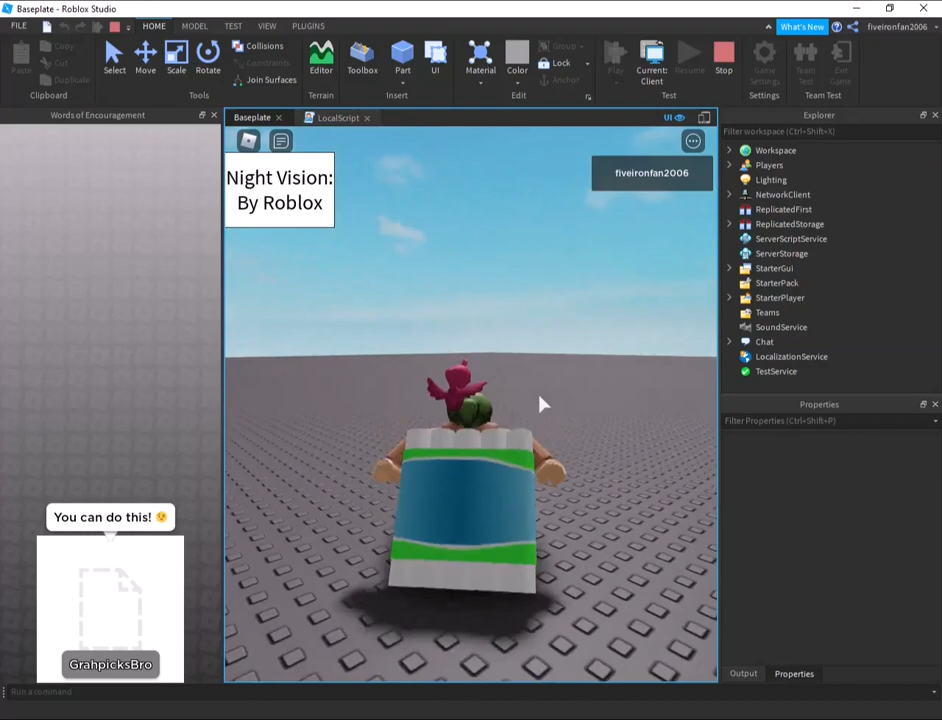 Baseplate - Roblox Studio
FILE
HOME
MODEL
TEST
VIEW
PLUGINS
What's New
fiveironfan2006
Paste
Copy
Cut
Duplicate
Clipboard
Select
Move
Scale
Rotate
Collisions
Constraints
Join Surfaces
Tools
Editor
Terrain
Toolbox
Part
UI
Insert
Material
Color
Group
Lock
Anchor
Edit
Play
Current:
Client
Resume
Stop
Test
Game
Settings
Settings
Team
Test
Exit
Game
Team Test
Words of Encouragement
Baseplate
LocalScript
UI
Night Vision:
By Roblox
fiveironfan2006
You can do this! 😉
GrahpicksBro
Explorer
Filter workspace (Ctrl+Shift+X)
Workspace
Players
Lighting
NetworkClient
ReplicatedFirst
ReplicatedStorage
ServerScriptService
ServerStorage
StarterGui
StarterPack
StarterPlayer
Teams
SoundService
Chat
LocalizationService
TestService
Properties
Filter Properties (Ctrl+Shift+P)
Output
Properties
Run a command